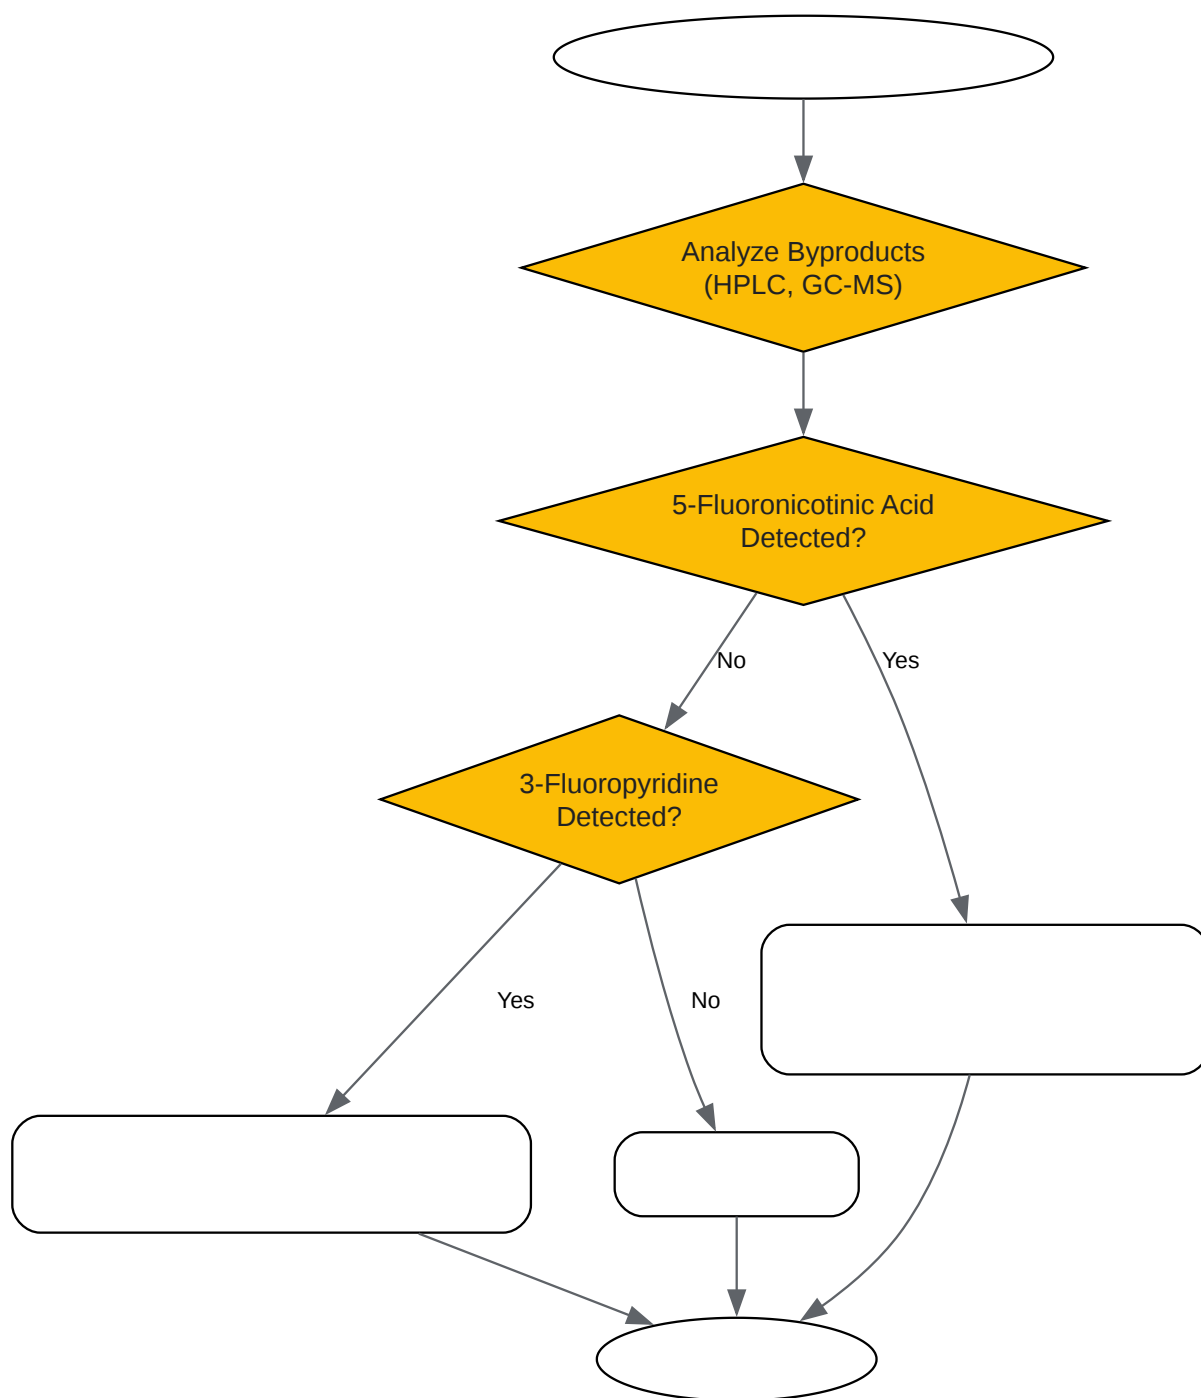 Analyze Byproducts
(HPLC, GC-MS)
5-Fluoronicotinic Acid
Detected?
No
Yes
3-Fluoropyridine
Detected?
Yes
No